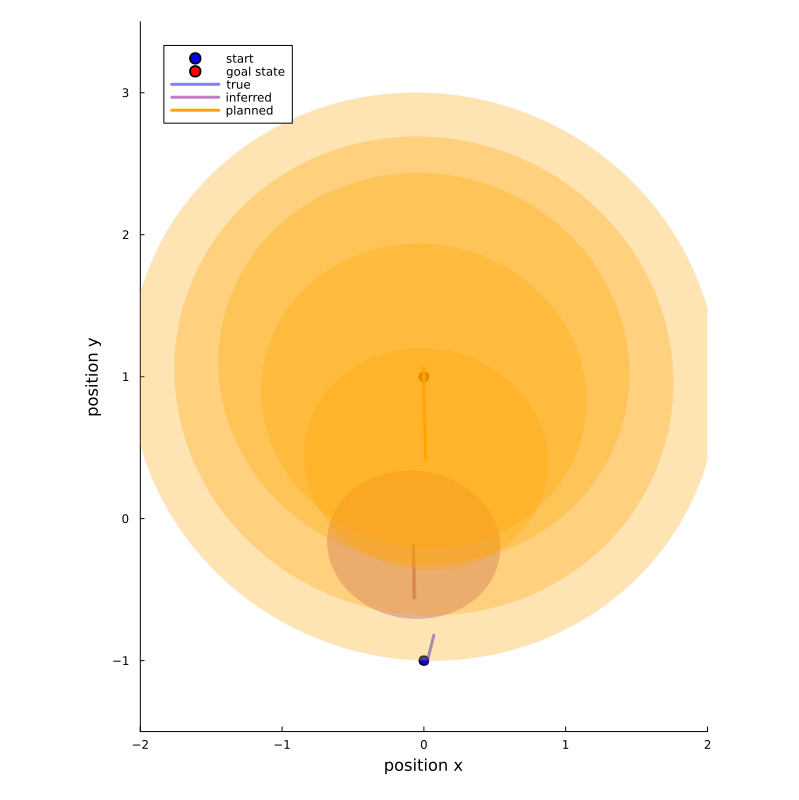 start
goal state
true
inferred
planned
3
2
1
0
−1
−2 −1 0 1 2
position y
position x